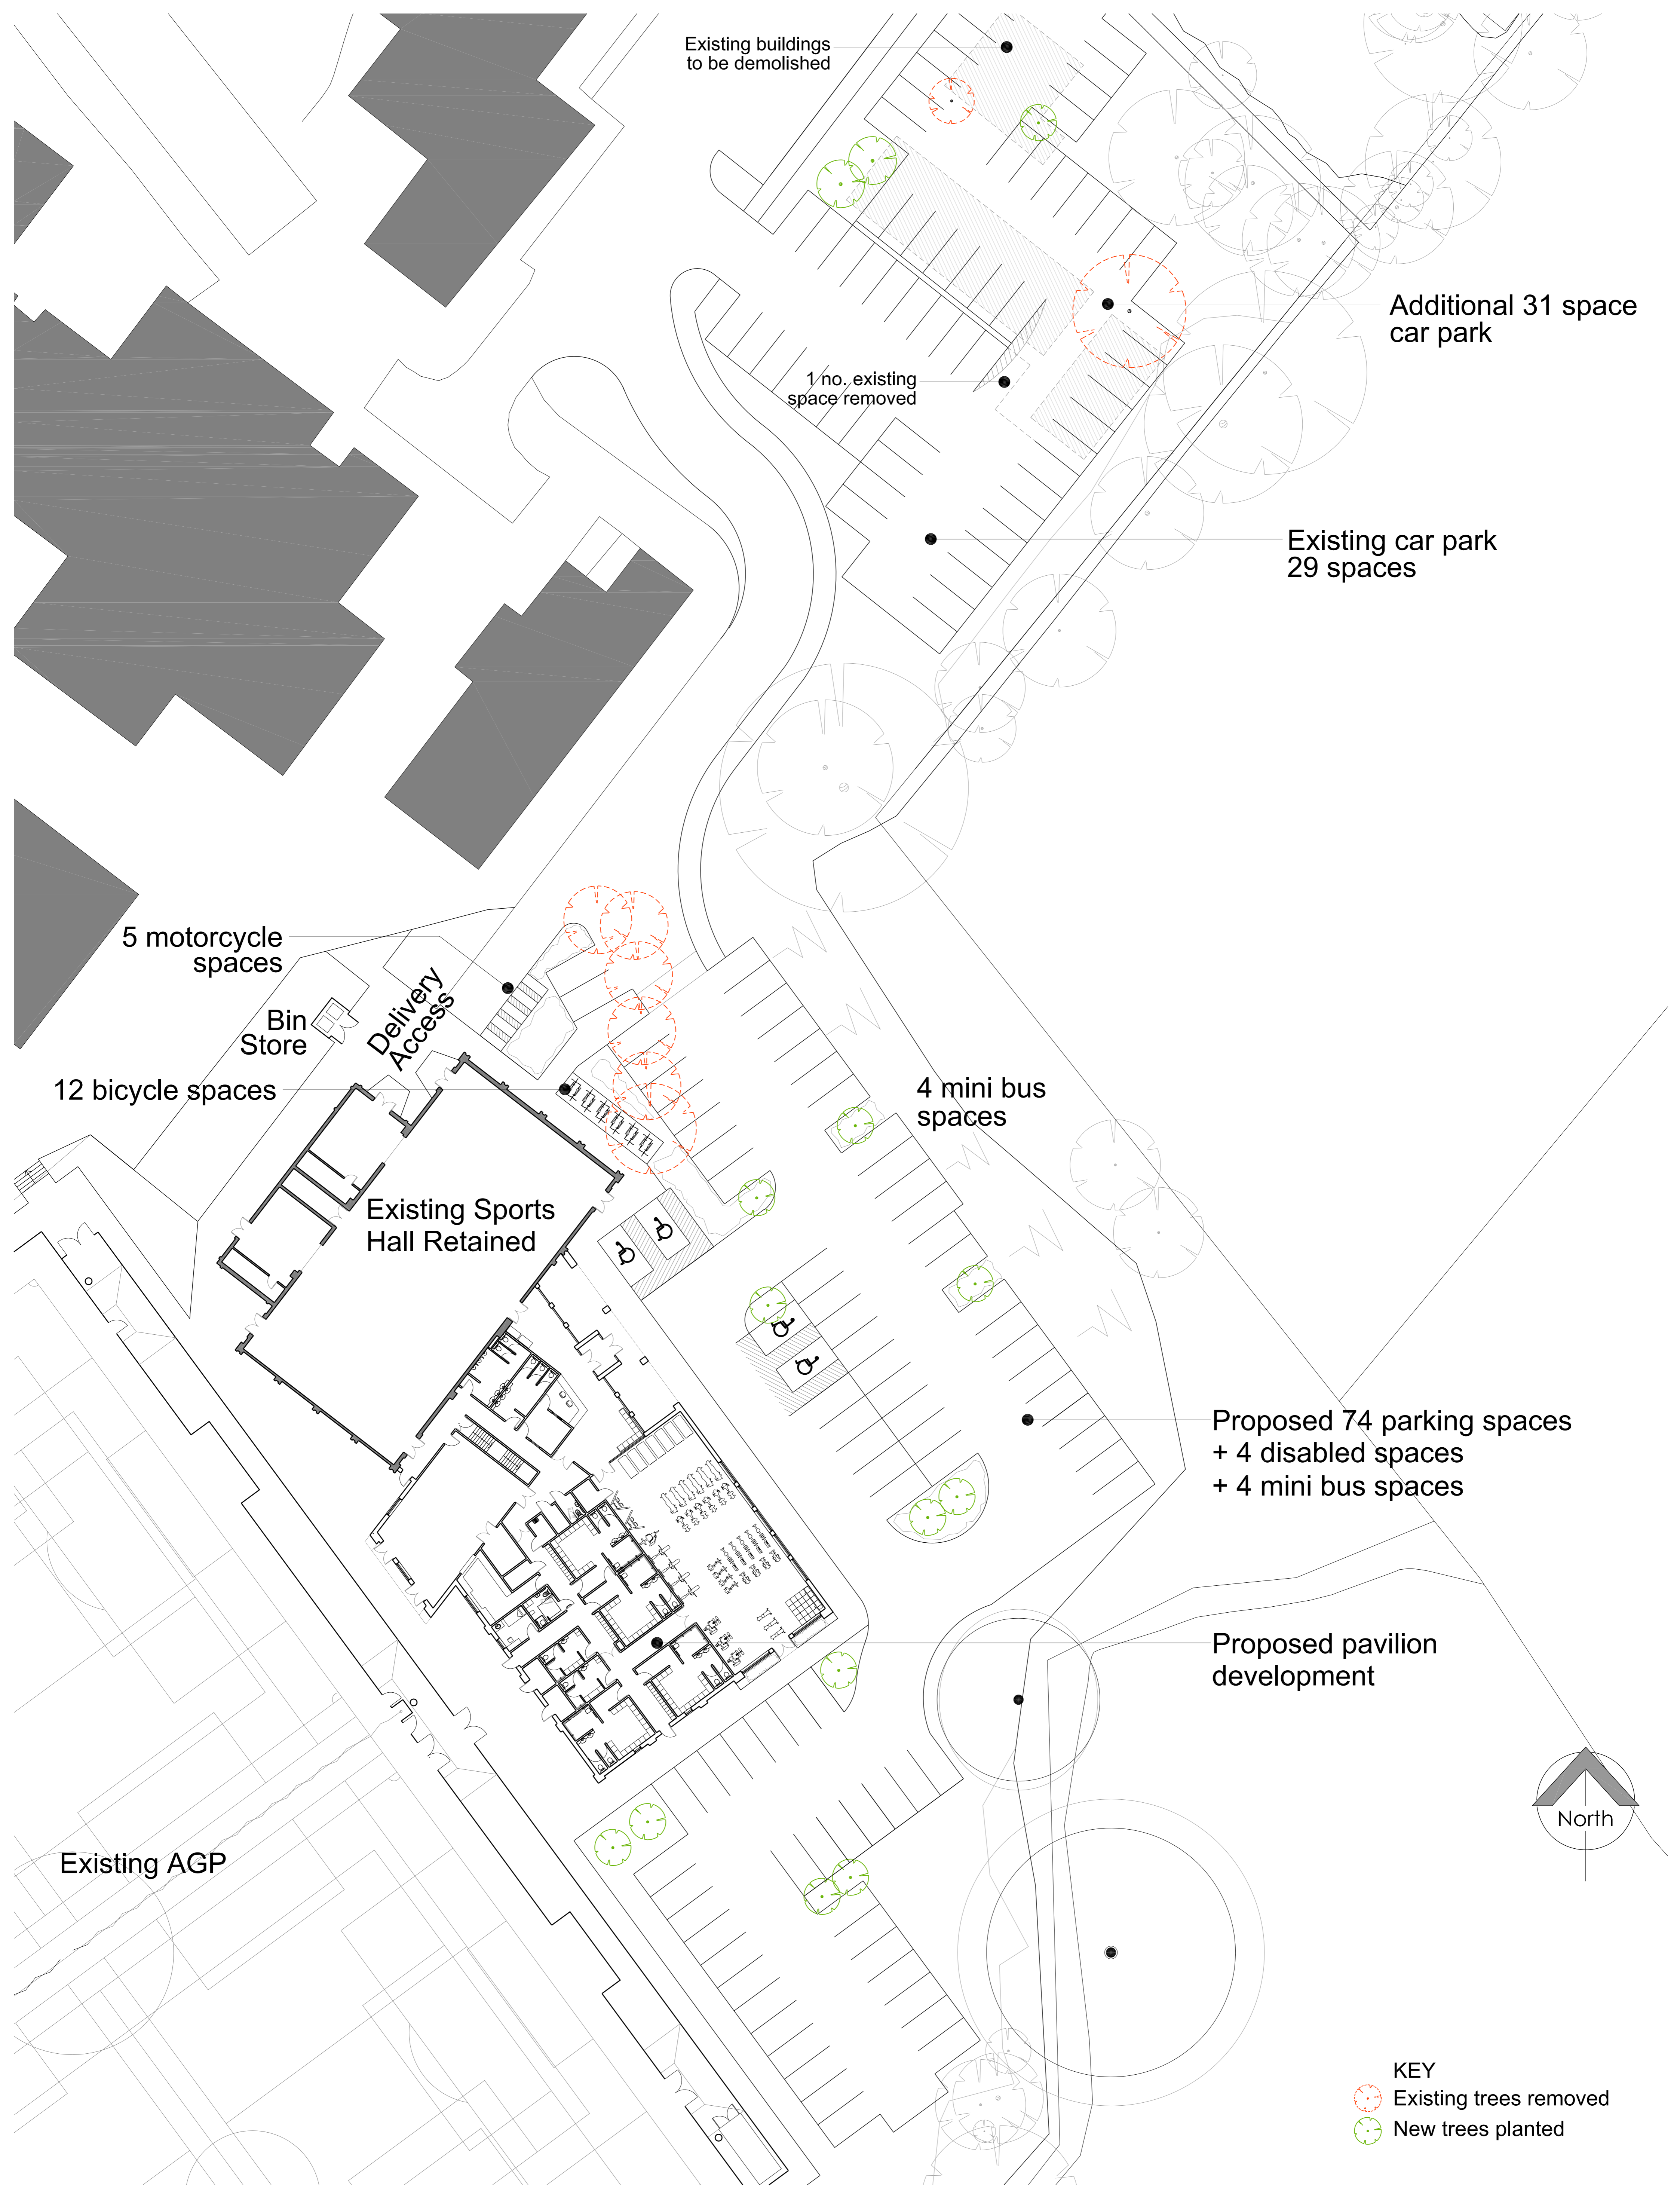 Existing buildings
to be demolished
Additional 31 space
car park
1 no. existing
space removed
Existing car park
29 spaces
5 motorcycle
spaces
Delivery
Access
Bin
Store
12 bicycle spaces
4 mini bus
spaces
Existing Sports
Hall Retained
Proposed 74 parking spaces
+ 4 disabled spaces
+ 4 mini bus spaces
Proposed pavilion
development
North
Existing AGP
KEY
Existing trees removed
New trees planted